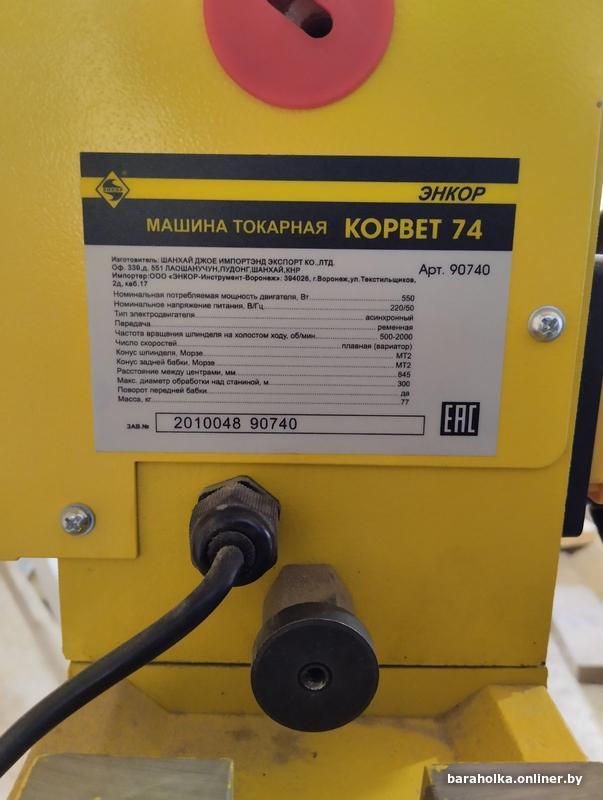 ЭНКОР
ЭНКОР
МАШИНА ТОКАРНАЯ КОРВЕТ 74
Изготовитель: ШАНХАЙ ДЖОЕ ИМПОРТЭНД ЭКСПОРТ КО.,ЛТД.
Оф. 339,д. 551 ЛАОШАНУЧУН,ПУДОНГ,ШАНХАЙ,КНР
Импортер:ООО «ЭНКОР-Инструмент-Воронеж»: 394026, г.Воронеж,ул.Текстильщиков,
2д, кв6.17
Арт. 90740
Номинальная потребляемая мощность двигателя, Вт 550
Номинальное напряжение питания, В/Гц 220/50
Тип электродвигателя асинхронный
Передача ременная
Частота вращения шпинделя на холостом ходу, об/мин 500-2000
Число скоростей плавная (вариатор)
Конус шпинделя, Морзе МТ2
Конус задней бабки, Морзе МТ2
Расстояние между центрами, мм 845
Макс. диаметр обработки над станиной, м 300
Поворот передней бабки да
Масса, кг 77
ЗАВ.№ 2010048 90740
EAC
baraholka.onliner.by